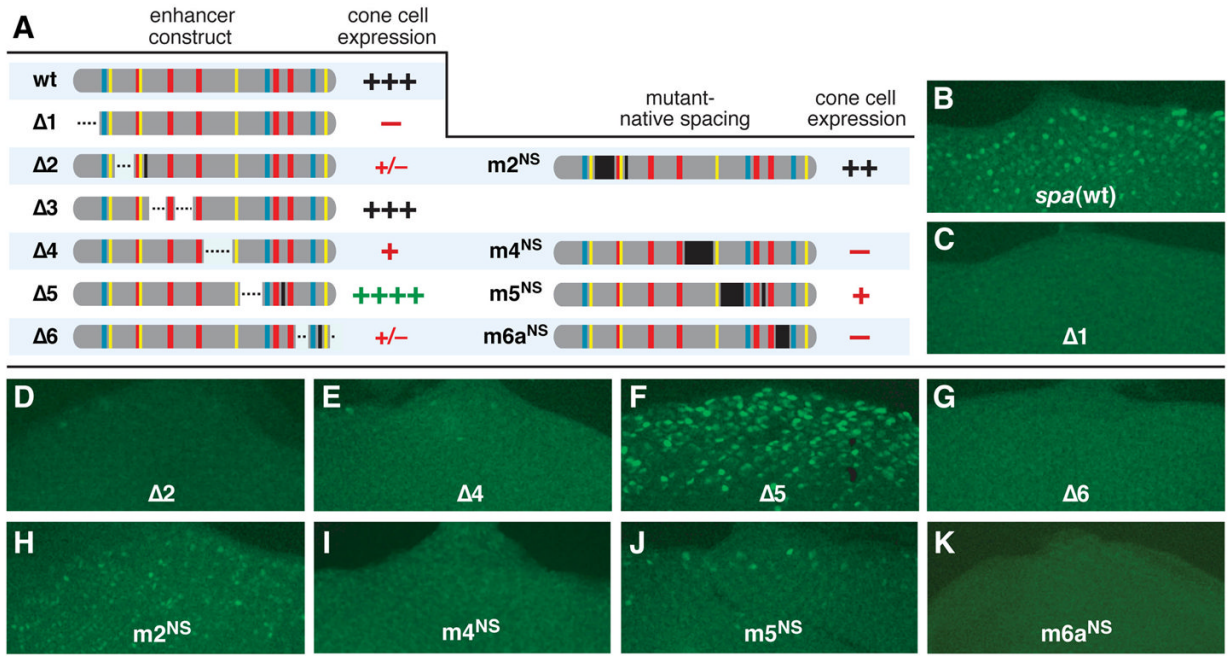 A
enhancer
construct
cone cell
expression
wt
+++
Δ1
−
Δ2
+/−
Δ3
+++
Δ4
+
Δ5
++++
Δ6
+/−
mutant-
native spacing
cone cell
expression
m2NS
++
m4NS
−
m5NS
+
m6aNS
−
B
spa(wt)
C
Δ1
D
Δ2
E
Δ4
F
Δ5
G
Δ6
H
m2NS
I
m4NS
J
m5NS
K
m6aNS